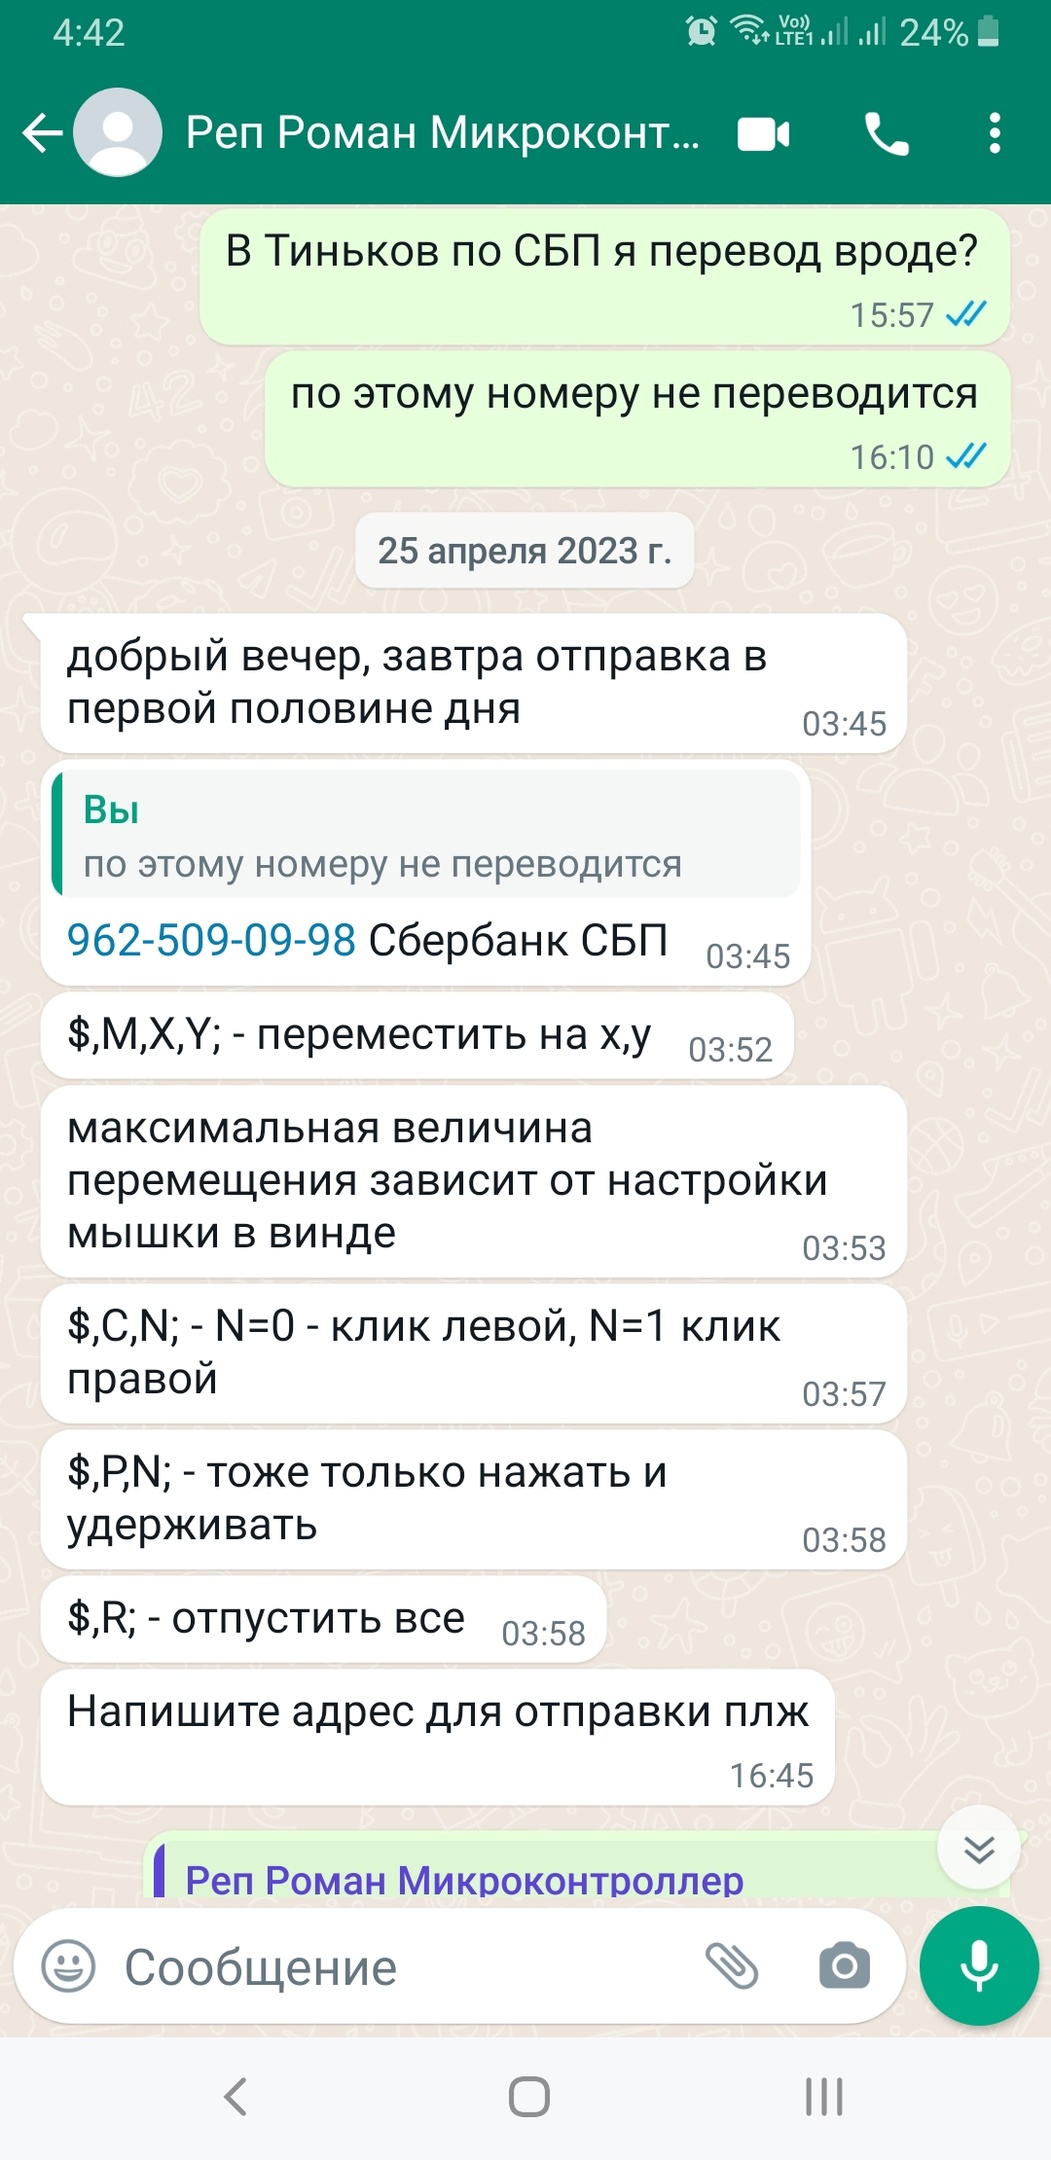 4:42
Vo))
LTE1
24%
Реп Роман Микроконт...
В Тиньков по СБП я перевод вроде?
15:57
по этому номеру не переводится
16:10
25 апреля 2023 г.
добрый вечер, завтра отправка в
первой половине дня
03:45
Вы
по этому номеру не переводится
962-509-09-98 Сбербанк СБП
03:45
$,M,X,Y; - переместить на x,y
03:52
максимальная величина
перемещения зависит от настройки
мышки в винде
03:53
$,C,N; - N=0 - клик левой, N=1 клик
правой
03:57
$,P,N; - тоже только нажать и
удерживать
03:58
$,R; - отпустить все
03:58
Напишите адрес для отправки плж
16:45
Реп Роман Микроконтроллер
Сообщение